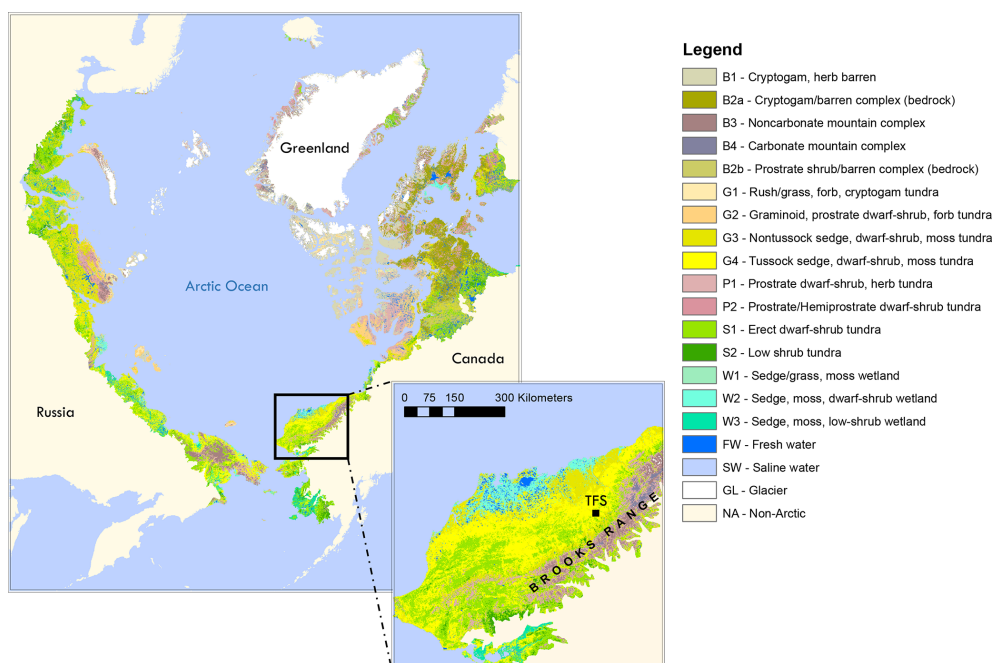 Greenland
Arctic Ocean
Canada
Russia
0 75 150 300 Kilometers
TFS
BROOKS RANGE
Legend
B1 - Cryptogam, herb barren
B2a - Cryptogam/barren complex (bedrock)
B3 - Noncarbonate mountain complex
B4 - Carbonate mountain complex
B2b - Prostrate shrub/barren complex (bedrock)
G1 - Rush/grass, forb, cryptogam tundra
G2 - Graminoid, prostrate dwarf-shrub, forb tundra
G3 - Nontussock sedge, dwarf-shrub, moss tundra
G4 - Tussock sedge, dwarf-shrub, moss tundra
P1 - Prostrate dwarf-shrub, herb tundra
P2 - Prostrate/Hemiprostrate dwarf-shrub tundra
S1 - Erect dwarf-shrub tundra
S2 - Low shrub tundra
W1 - Sedge/grass, moss wetland
W2 - Sedge, moss, dwarf-shrub wetland
W3 - Sedge, moss, low-shrub wetland
FW - Fresh water
SW - Saline water
GL - Glacier
NA - Non-Arctic